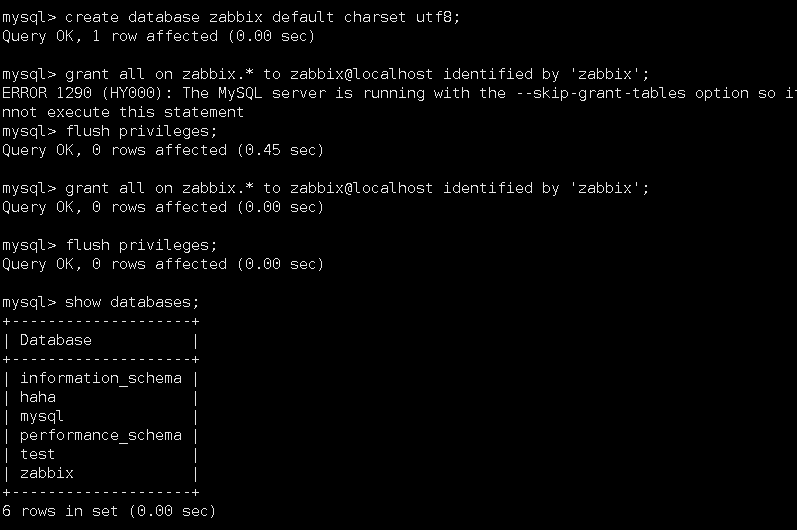 mysql> create database zabbix default charset utf8;
Query OK, 1 row affected (0.00 sec)
mysql> grant all on zabbix.* to zabbix@localhost identified by 'zabbix';
ERROR 1290 (HY000): The MySQL server is running with the --skip-grant-tables option so i
nnot execute this statement
mysql> flush privileges;
Query OK, 0 rows affected (0.45 sec)
mysql> grant all on zabbix.* to zabbix@localhost identified by 'zabbix';
Query OK, 0 rows affected (0.00 sec)
mysql> flush privileges;
Query OK, 0 rows affected (0.00 sec)
mysql> show databases;
+--------------------+
| Database           |
+--------------------+
| information_schema |
| haha               |
| mysql              |
| performance_schema |
| test               |
| zabbix             |
+--------------------+
6 rows in set (0.00 sec)